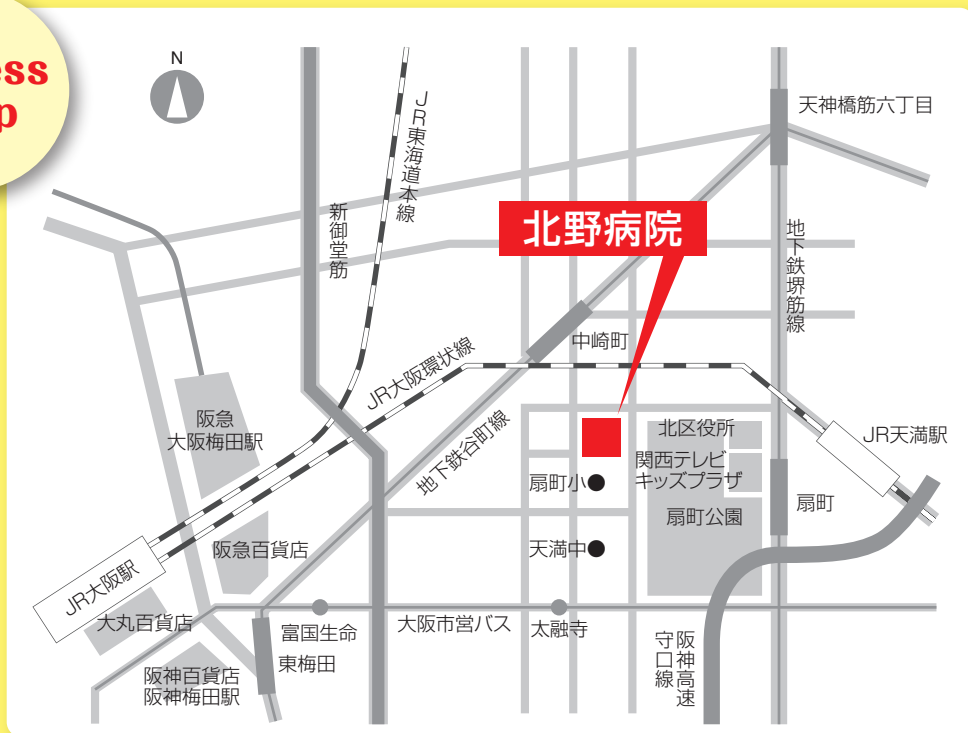 ess
p
N
天神橋筋六丁目
JR東海道本線
新御堂筋
北野病院
地下鉄堺筋線
中崎町
JR大阪環状線
阪急
大阪梅田駅
地下鉄谷町線
北区役所
JR天満駅
関西テレビ
キッズプラザ
扇町小
扇町
扇町公園
阪急百貨店
天満中
JR大阪駅
大丸百貨店
富国生命
大阪市営バス
太融寺
東梅田
阪神百貨店
阪神梅田駅
阪神高速
守口線